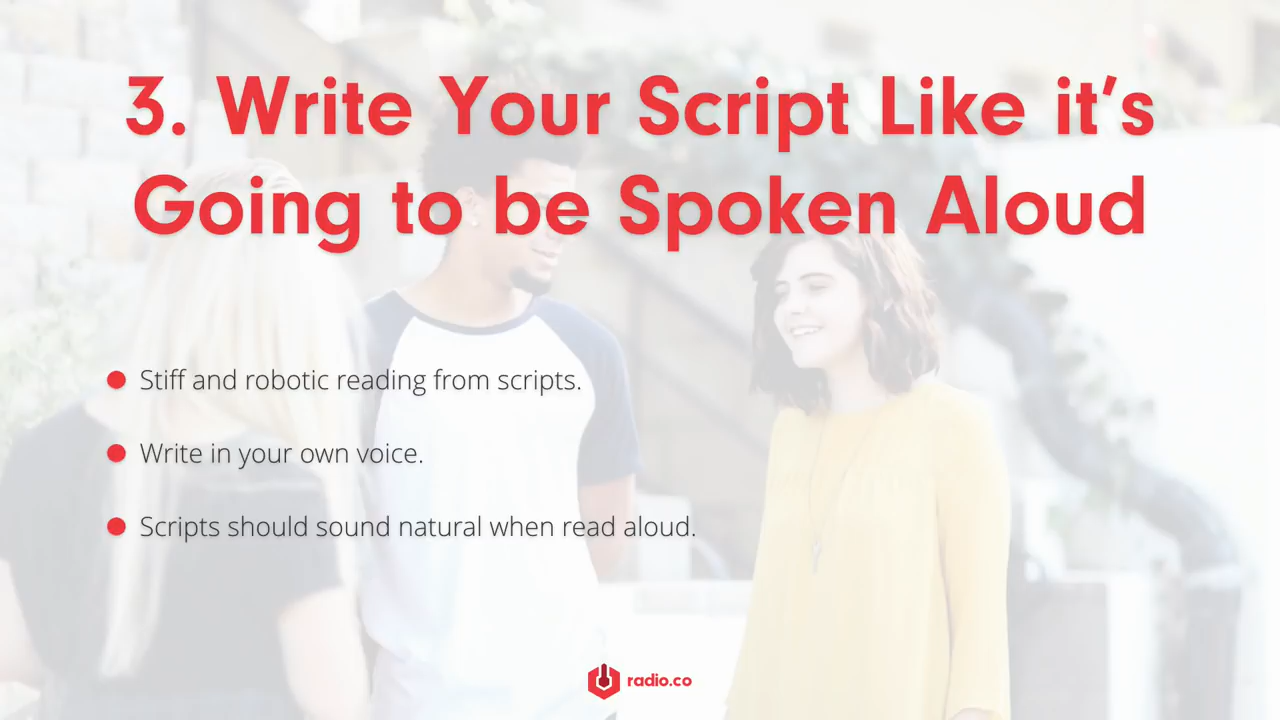 3. Write Your Script Like it’s
Going to be Spoken Aloud
Stiff and robotic reading from scripts.
Write in your own voice.
Scripts should sound natural when read aloud.
radio.co